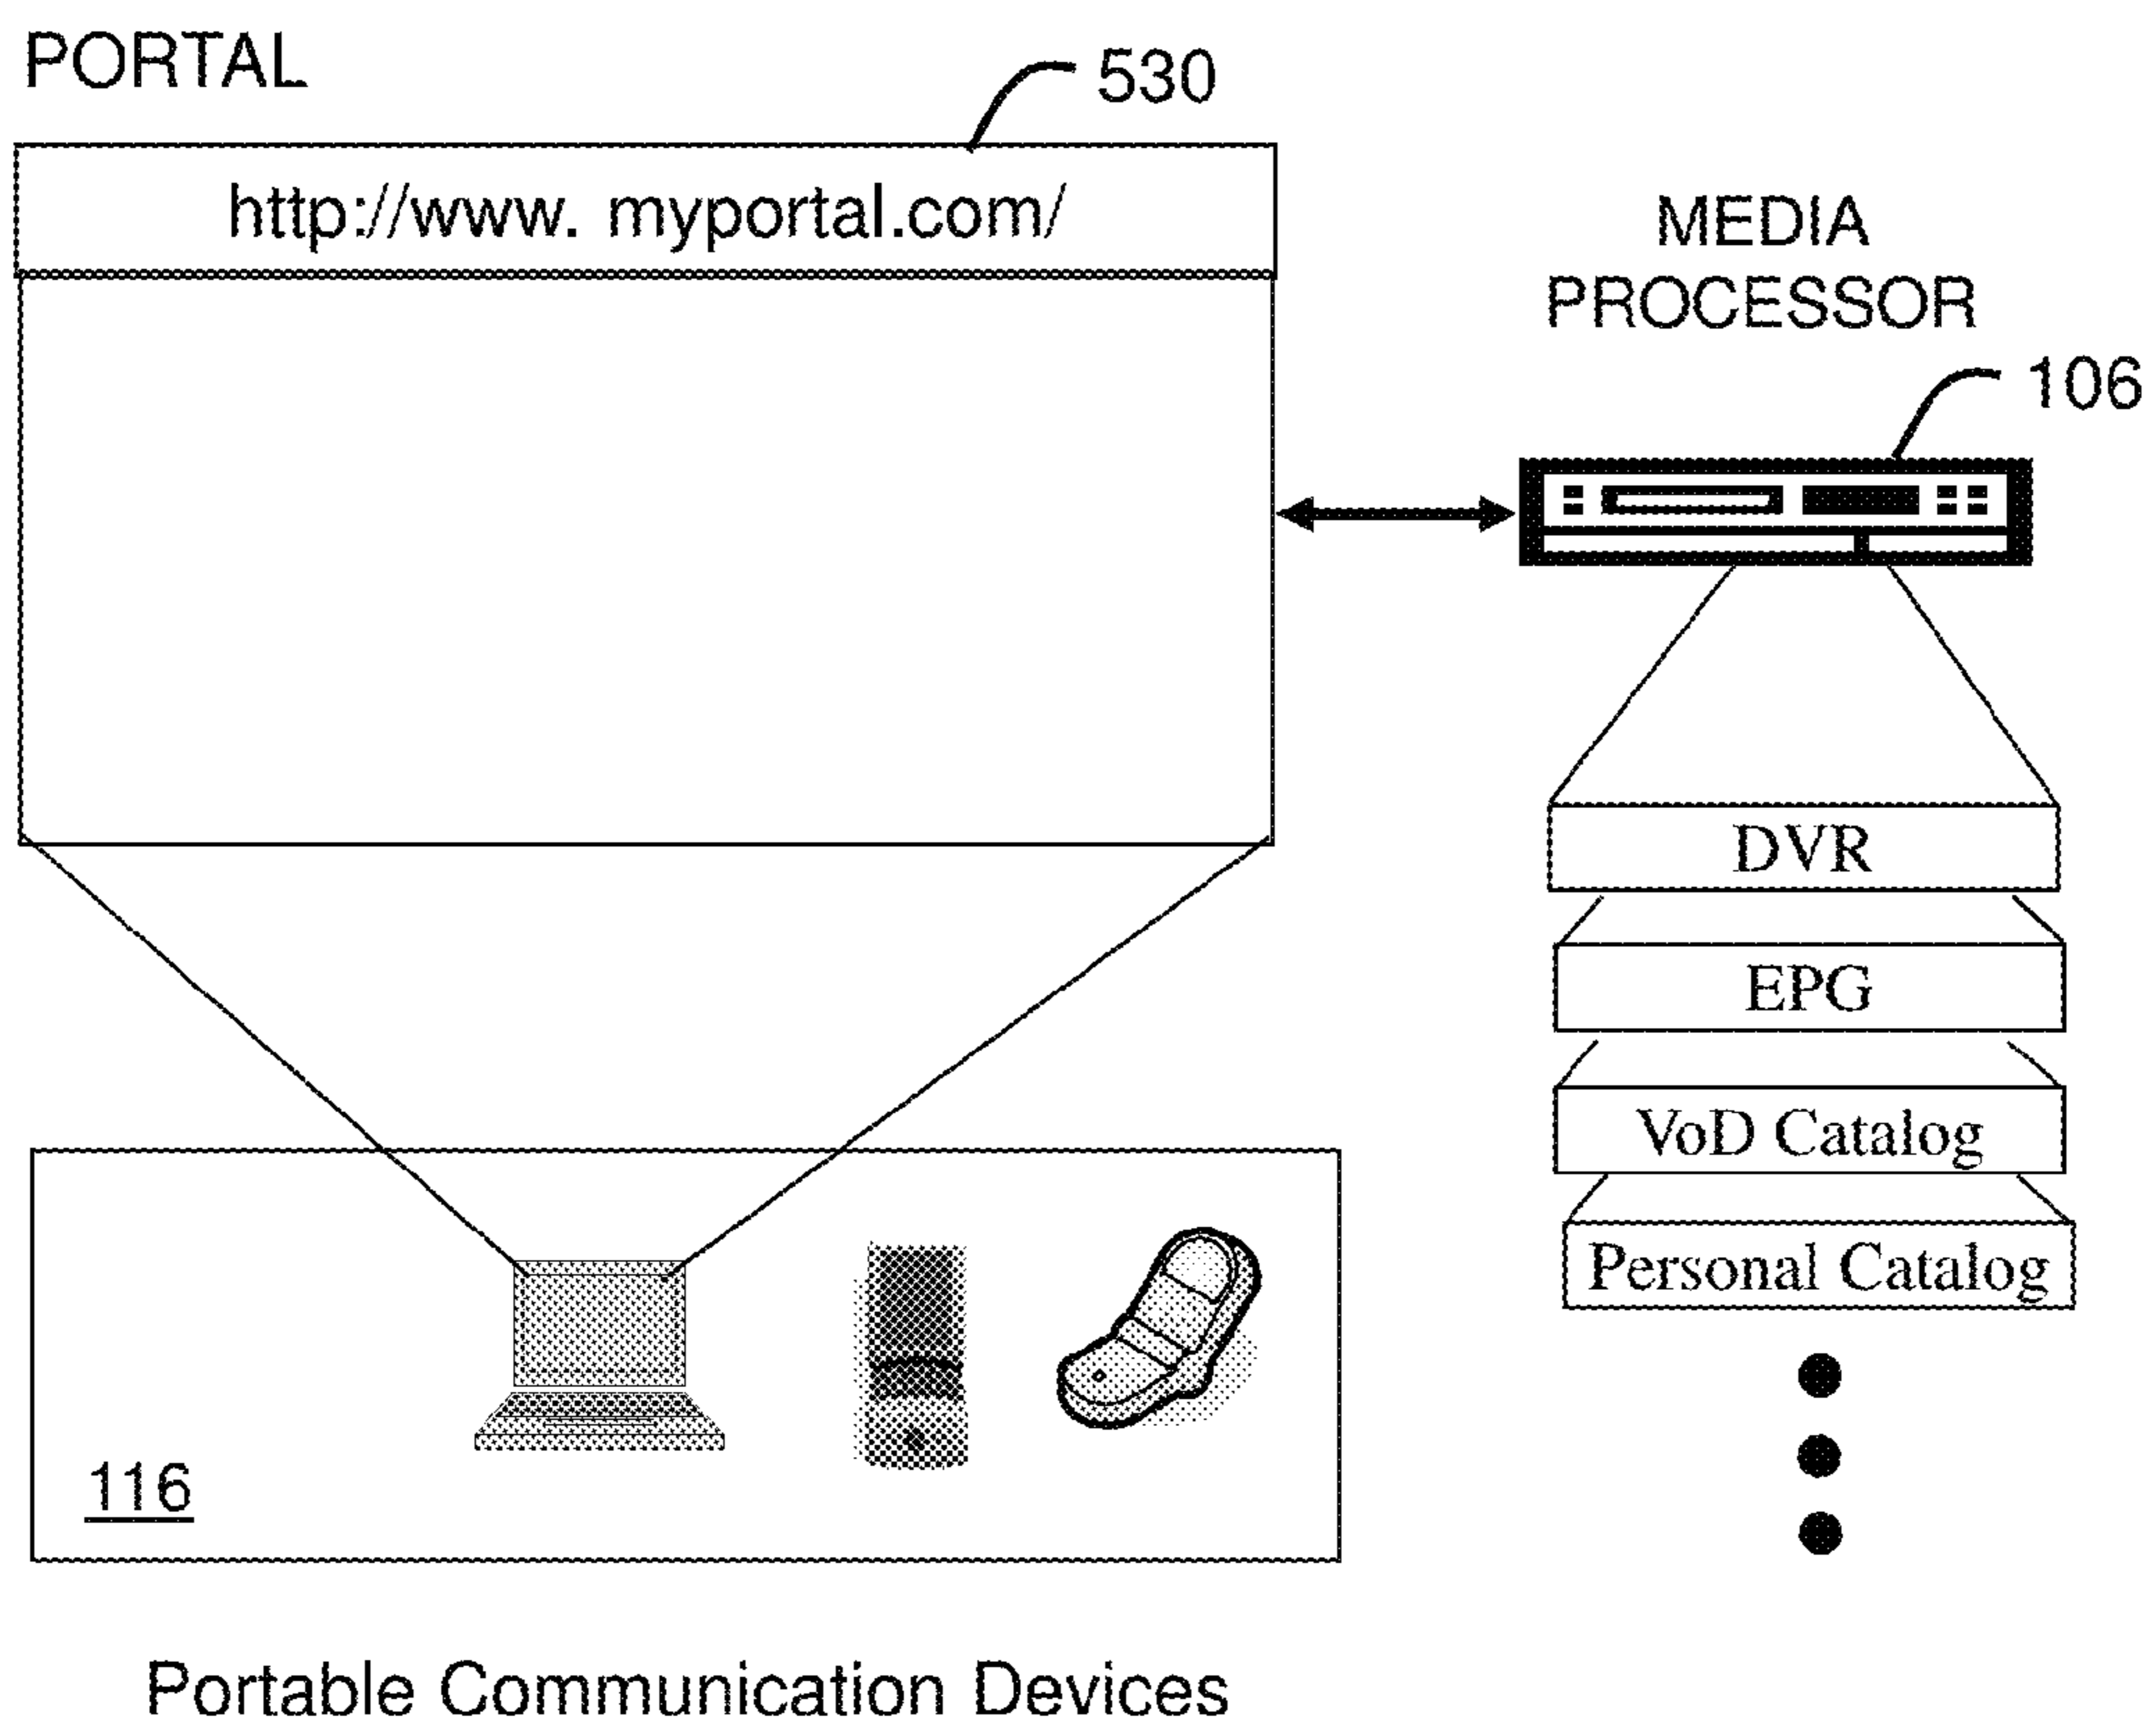 PORTAL
530
http://www. myportal.com/
MEDIA
PROCESSOR
106
DVR
EPG
VoD Catalog
Personal Catalog
116
Portable Communication Devices